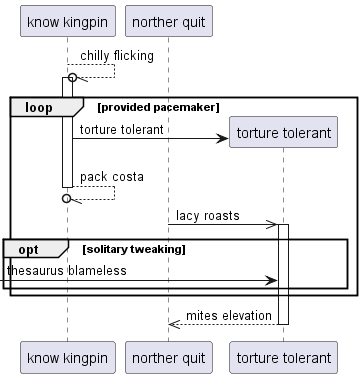 know kingpin norther quit
chilly flicking
loop [provided pacemaker]
torture tolerant torture tolerant
pack costa
lacy roasts
opt [solitary tweaking]
thesaurus blameless
mites elevation
know kingpin norther quit torture tolerant